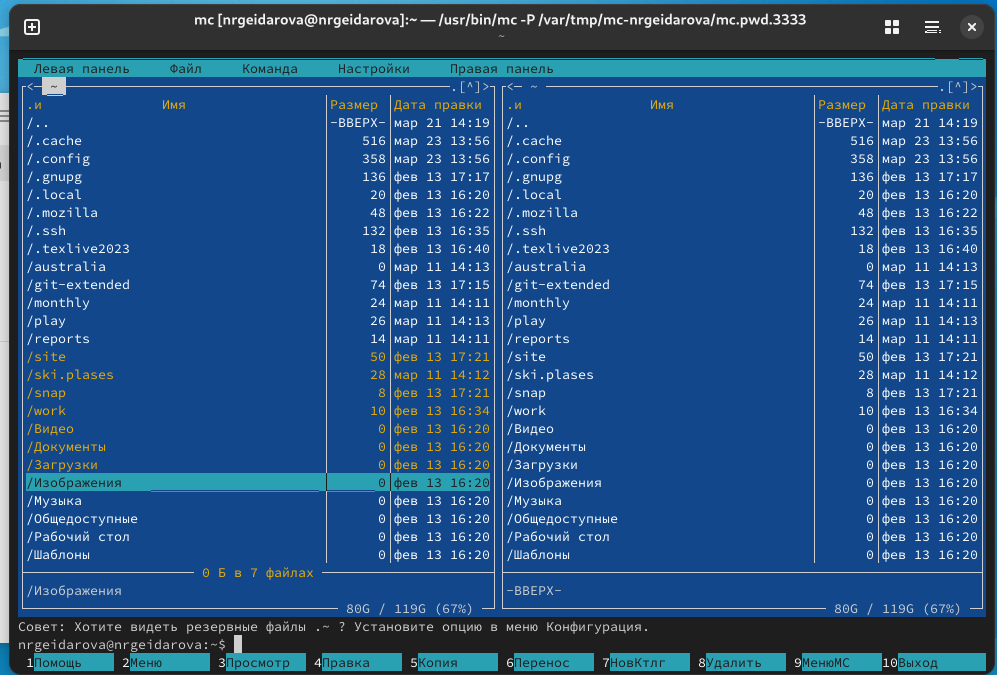 mc [nrgeidarova@nrgeidarova]:~ — /usr/bin/mc -P /var/tmp/mc-nrgeidarova/mc.pwd.3333
~
Левая панель Файл Команда Настройки Правая панель
<– ~ .[^]>
.и Имя Размер Дата правки
/.. –ВВЕРХ– мар 21 14:19
/.cache 516 мар 23 13:56
/.config 358 мар 23 13:56
/.gnupg 136 фев 13 17:17
/.local 20 фев 13 16:20
/.mozilla 48 фев 13 16:22
/.ssh 132 фев 13 16:35
/.texlive2023 18 фев 13 16:40
/australia 0 мар 11 14:13
/git-extended 74 фев 13 17:15
/monthly 24 мар 11 14:11
/play 26 мар 11 14:13
/reports 14 мар 11 14:11
/site 50 фев 13 17:21
/ski.plases 28 мар 11 14:12
/snap 8 фев 13 17:21
/work 10 фев 13 16:34
/Видео 0 фев 13 16:20
/Документы 0 фев 13 16:20
/Загрузки 0 фев 13 16:20
/Изображения 0 фев 13 16:20
/Музыка 0 фев 13 16:20
/Общедоступные 0 фев 13 16:20
/Рабочий стол 0 фев 13 16:20
/Шаблоны 0 фев 13 16:20
0 Б в 7 файлах
/Изображения
80G / 119G (67%)
<– ~ .[^]>
.и Имя Размер Дата правки
/.. –ВВЕРХ– мар 21 14:19
/.cache 516 мар 23 13:56
/.config 358 мар 23 13:56
/.gnupg 136 фев 13 17:17
/.local 20 фев 13 16:20
/.mozilla 48 фев 13 16:22
/.ssh 132 фев 13 16:35
/.texlive2023 18 фев 13 16:40
/australia 0 мар 11 14:13
/git-extended 74 фев 13 17:15
/monthly 24 мар 11 14:11
/play 26 мар 11 14:13
/reports 14 мар 11 14:11
/site 50 фев 13 17:21
/ski.plases 28 мар 11 14:12
/snap 8 фев 13 17:21
/work 10 фев 13 16:34
/Видео 0 фев 13 16:20
/Документы 0 фев 13 16:20
/Загрузки 0 фев 13 16:20
/Изображения 0 фев 13 16:20
/Музыка 0 фев 13 16:20
/Общедоступные 0 фев 13 16:20
/Рабочий стол 0 фев 13 16:20
/Шаблоны 0 фев 13 16:20
–ВВЕРХ–
80G / 119G (67%)
Совет: Хотите видеть резервные файлы .~ ? Установите опцию в меню Конфигурация.
nrgeidarova@nrgeidarova:~$
1Помощь 2Меню 3Просмотр 4Правка 5Копия 6Перенос 7НовКтлг 8Удалить 9МенюМС 10Выход